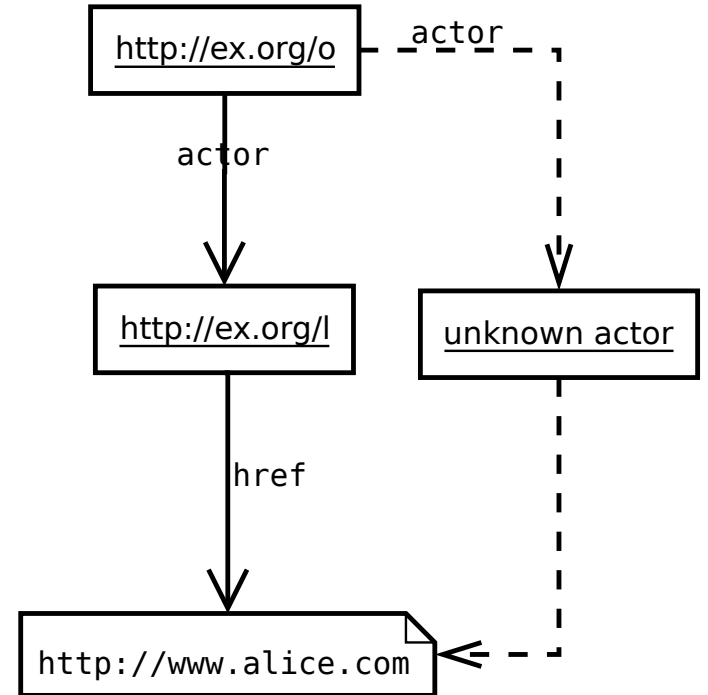 http://ex.org/o
actor
actor
http://ex.org/l
unknown actor
href
http://www.alice.com